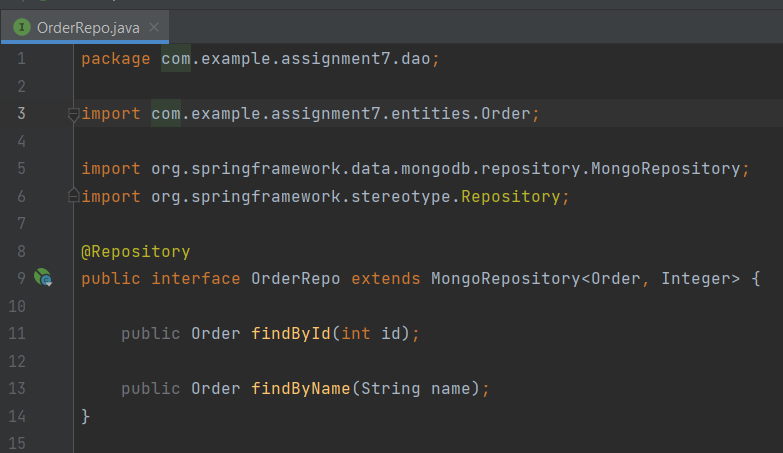 OrderRepo.java
1 package com.example.assignment7.dao;
2
3 import com.example.assignment7.entities.Order;
4
5 import org.springframework.data.mongodb.repository.MongoRepository;
6 import org.springframework.stereotype.Repository;
7
8 @Repository
9 public interface OrderRepo extends MongoRepository<Order, Integer> {
10
11 public Order findById(int id);
12
13 public Order findByName(String name);
14 }
15